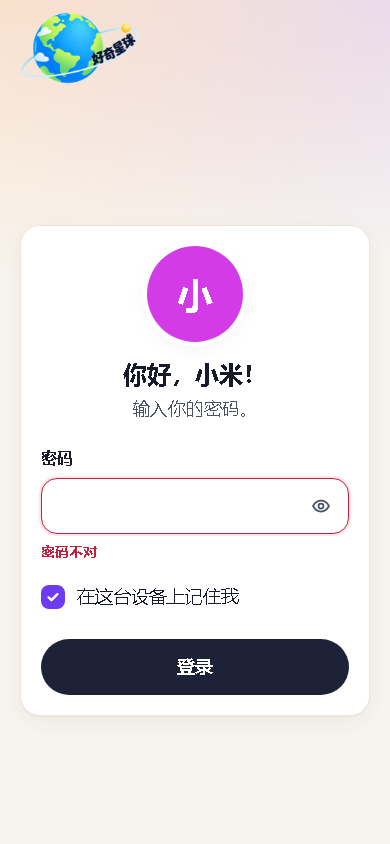 好奇星球
小
你好，小米！
输入你的密码。
密码
密码不对
在这台设备上记住我
登录